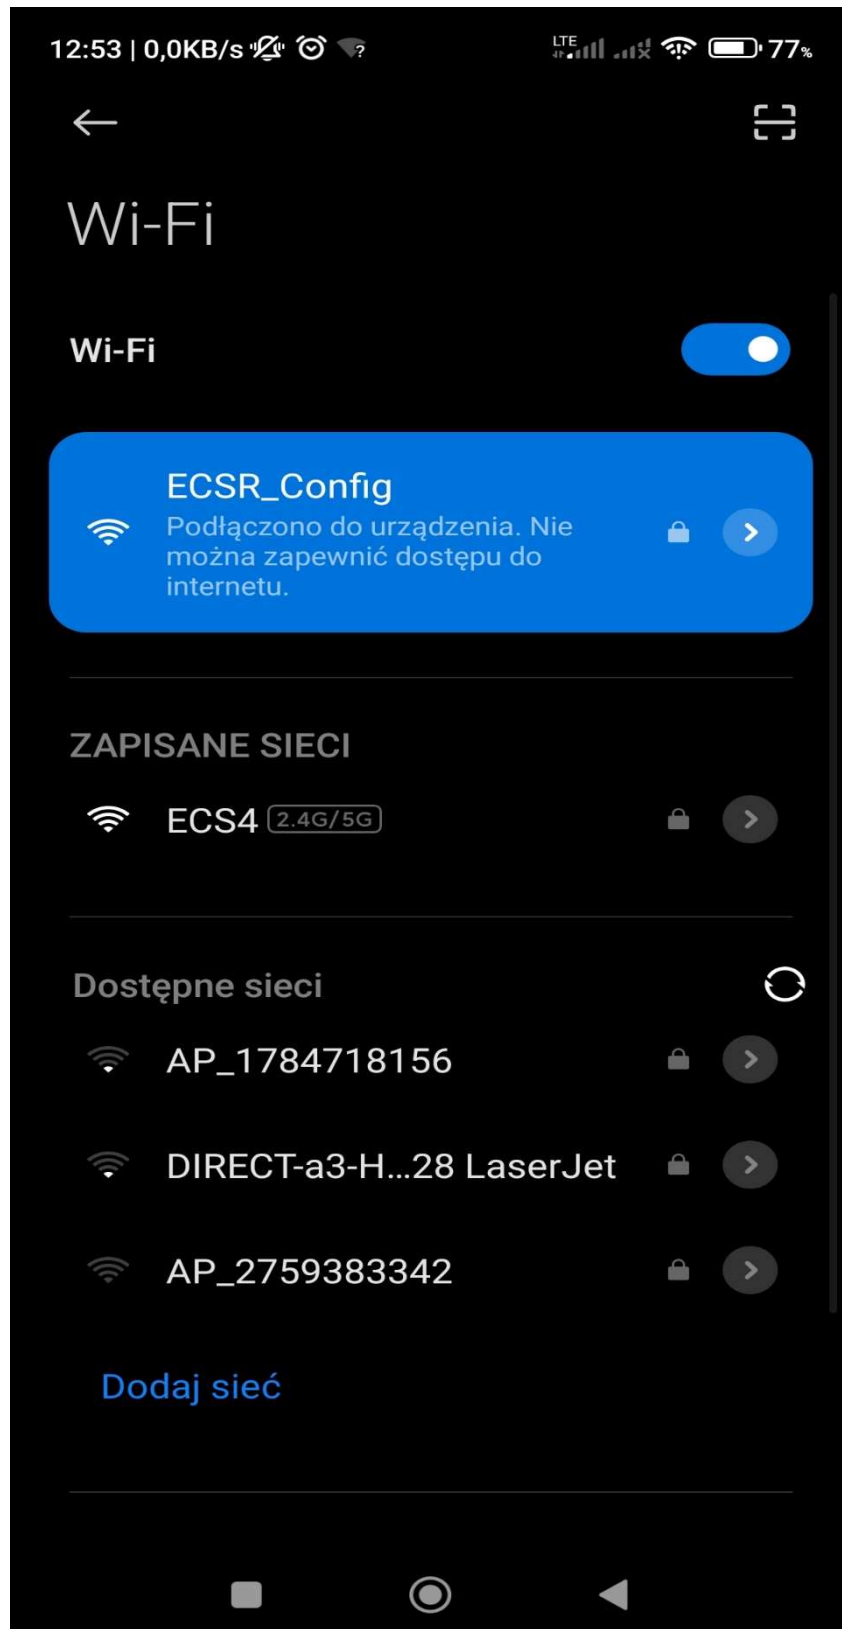 12:53 | 0,0KB/s ? LTE 77%
Wi-Fi
Wi-Fi
ECSR_Config
Podłączono do urządzenia. Nie
można zapewnić dostępu do
internetu.
ZAPISANE SIECI
ECS4 2.4G/5G
Dostępne sieci
AP_1784718156
DIRECT-a3-H...28 LaserJet
AP_2759383342
Dodaj sieć